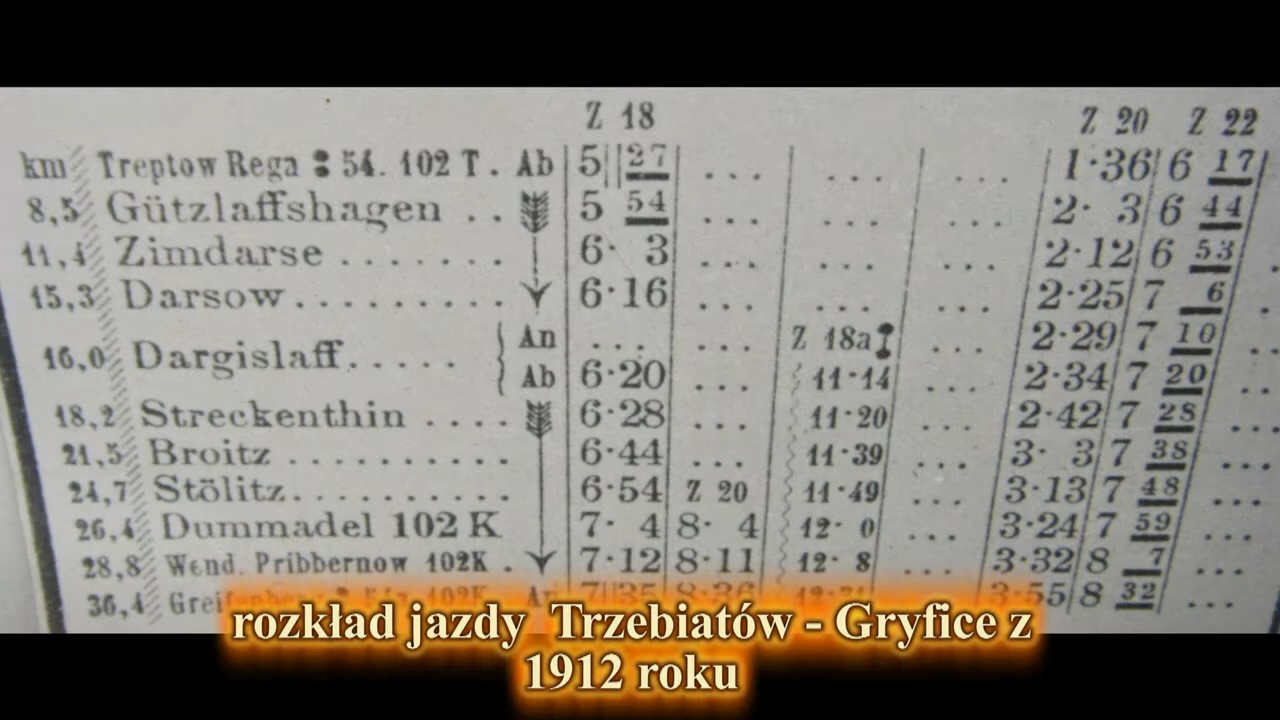 Z 18 Z 20 Z 22
km Treptow Rega 54. 102 T. Ab 5 27 ... ... ... 1·36 6 17
8,5 Gützlaffshagen .. 5 54 ... ... ... 2· 3 6 44
11,4 Zimdarse ....... 6· 3 ... ... ... 2·12 6 53
15,3 Darsow......... 6·16 ... ... ... 2·25 7 6
An ... ... Z 18a ... 2·29 7 10
16,0 Dargislaff.....
Ab 6·20 ... 11·14 ... 2·34 7 20
18,2 Streckenthin .... 6·28 ... 11·20 ... 2·42 7 28
21,5 Broitz .......... 6·44 ... 11·39 ... 3· 3 7 38
24,7 Stölitz.......... 6·54 Z 20 11·49 ... 3·13 7 48
26,4 Dummadel 102 K 7· 4 8· 4 12· 0 ... 3·24 7 59
28,8 Wend. Pribbernow 102K . 7·12 8·11 12· 8 ... 3·32 8 7
36,4 Greifenberg 102K An 7 35 8·36 3·55 8 32 ...
rozkład jazdy Trzebiatów - Gryfice z
1912 roku